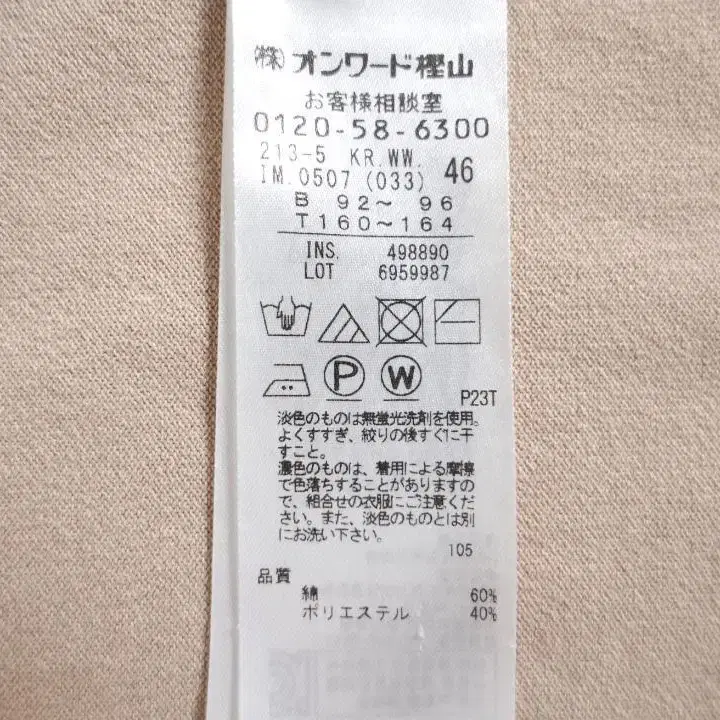 ㈱オンワード樫山
お客様相談室
0120-58-6300
213-5 KR.WW.
IM.0507 (033) 46
B 92～ 96
T160～164
INS. 498890
LOT 6959987
P W
P23T
淡色のものは無蛍光洗剤を使用。
よくすすぎ、絞りの後すぐに干
すこと。
濃色のものは、着用による摩擦
で色落ちすることがありますの
で、組合せの衣服にご注意くだ
さい。また、淡色のものとは別
にお洗い下さい。
105
品質
綿 60%
ポリエステル 40%